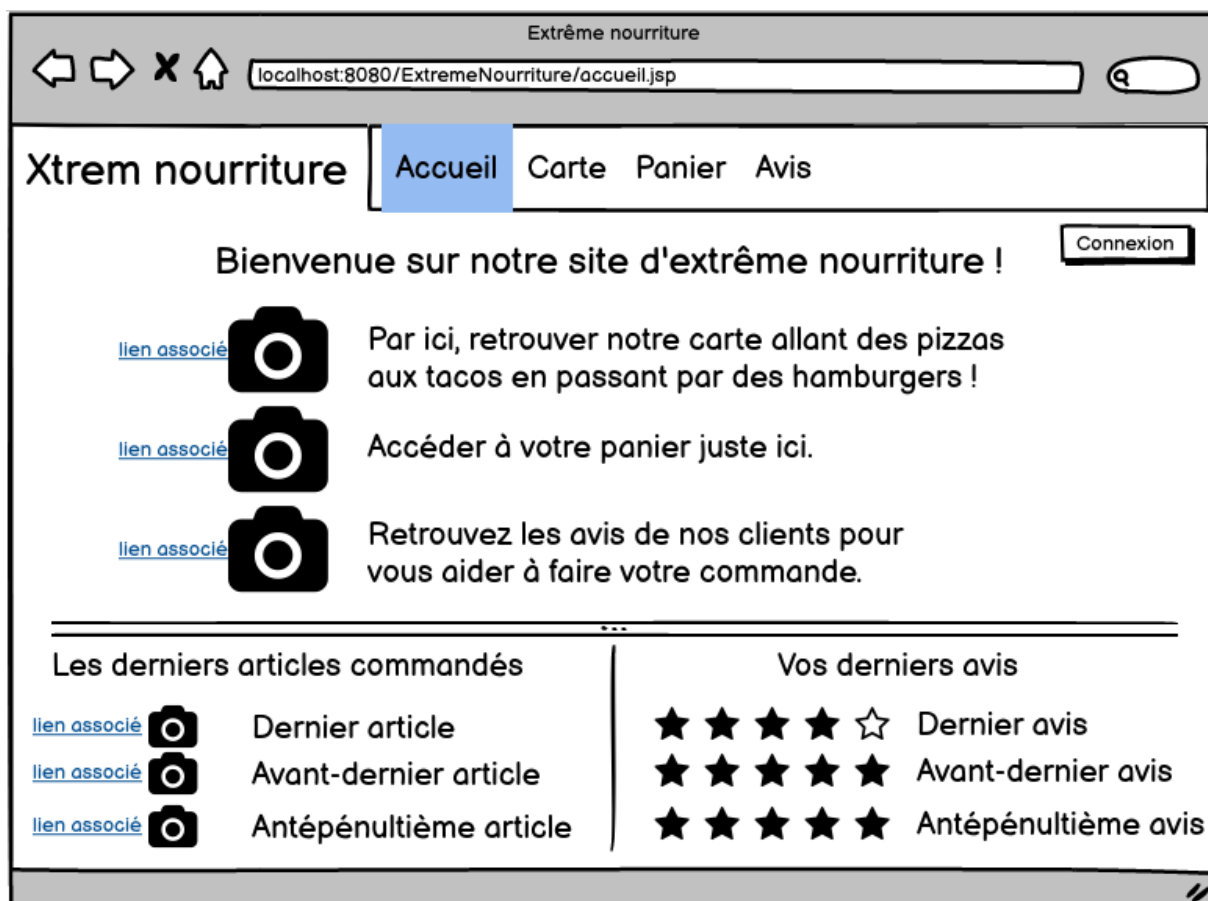 Extrême nourriture
localhost:8080/ExtremeNourriture/accueil.jsp
Xtrem nourriture
Accueil Carte Panier Avis
Connexion
Bienvenue sur notre site d'extrême nourriture !
lien associé
Par ici, retrouver notre carte allant des pizzas
aux tacos en passant par des hamburgers !
lien associé
Accéder à votre panier juste ici.
lien associé
Retrouvez les avis de nos clients pour
vous aider à faire votre commande.
Les derniers articles commandés
lien associé Dernier article
lien associé Avant-dernier article
lien associé Antépénultième article
Vos derniers avis
Dernier avis
Avant-dernier avis
Antépénultième avis